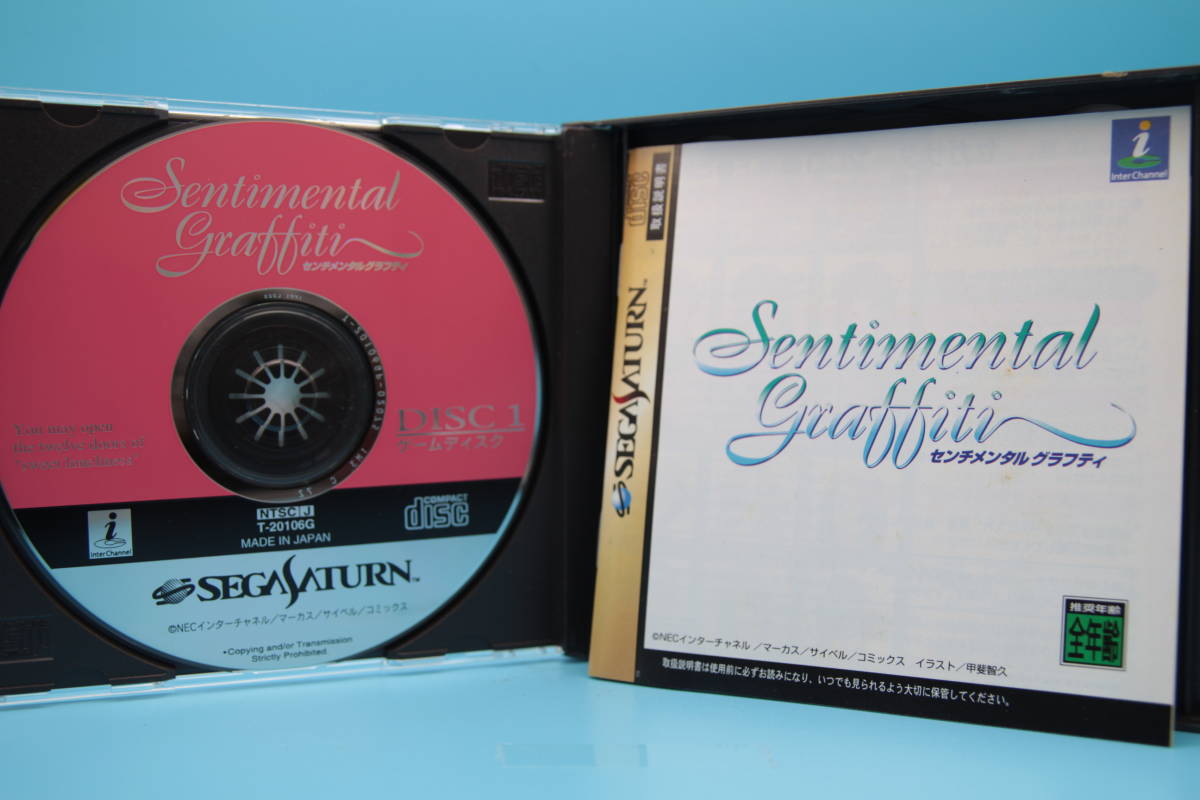 Sentimental
Graffiti
センチメンタルグラフティ
You may open
the twelve doors of
"sweet loneliness"
DISC 1
ゲームディスク
i
InterChannel
NTSC J
T-20106G
MADE IN JAPAN
COMPACT
disc
SEGA SATURN™
©NECインターチャネル/マーカス/サイベル/コミックス
•Copying and/or Transmission
Strictly Prohibited.
disc
取扱説明書
SEGA SATURN™
i
InterChannel
Sentimental
Graffiti
センチメンタル グラフティ
推奨年齢
全年齢
©NECインターチャネル/マーカス/サイベル/コミックス イラスト/甲斐智久
取扱説明書は使用前に必ずお読みになり、いつでも見られるよう大切に保管してください。